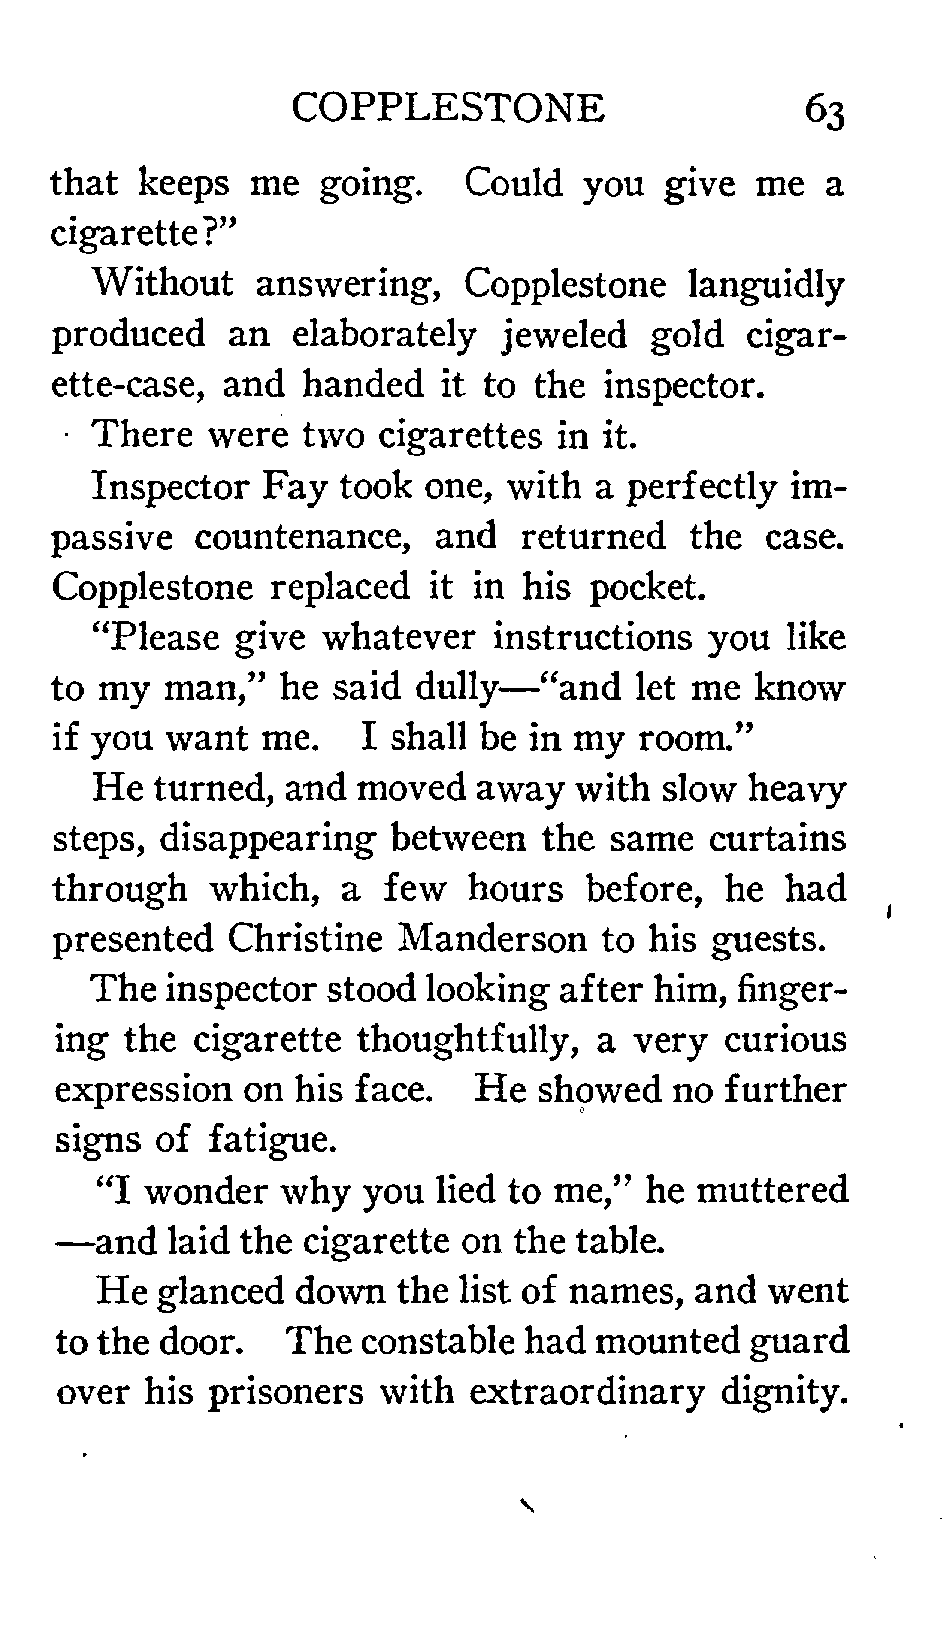 COPPLESTONE 63
that keeps me going. Could you give me a
cigarette?"
Without answering, Copplestone languidly
produced an elaborately jeweled gold cigar-
ette-case, and handed it to the inspector.
There were two cigarettes in it.
Inspector Fay took one, with a perfectly im-
passive countenance, and returned the case.
Copplestone replaced it in his pocket.
"Please give whatever instructions you like
to my man," he said dully—"and let me know
if you want me. I shall be in my room."
He turned, and moved away with slow heavy
steps, disappearing between the same curtains
through which, a few hours before, he had
presented Christine Manderson to his guests.
The inspector stood looking after him, finger-
ing the cigarette thoughtfully, a very curious
expression on his face. He showed no further
signs of fatigue.
"I wonder why you lied to me," he muttered
—and laid the cigarette on the table.
He glanced down the list of names, and went
to the door. The constable had mounted guard
over his prisoners with extraordinary dignity.